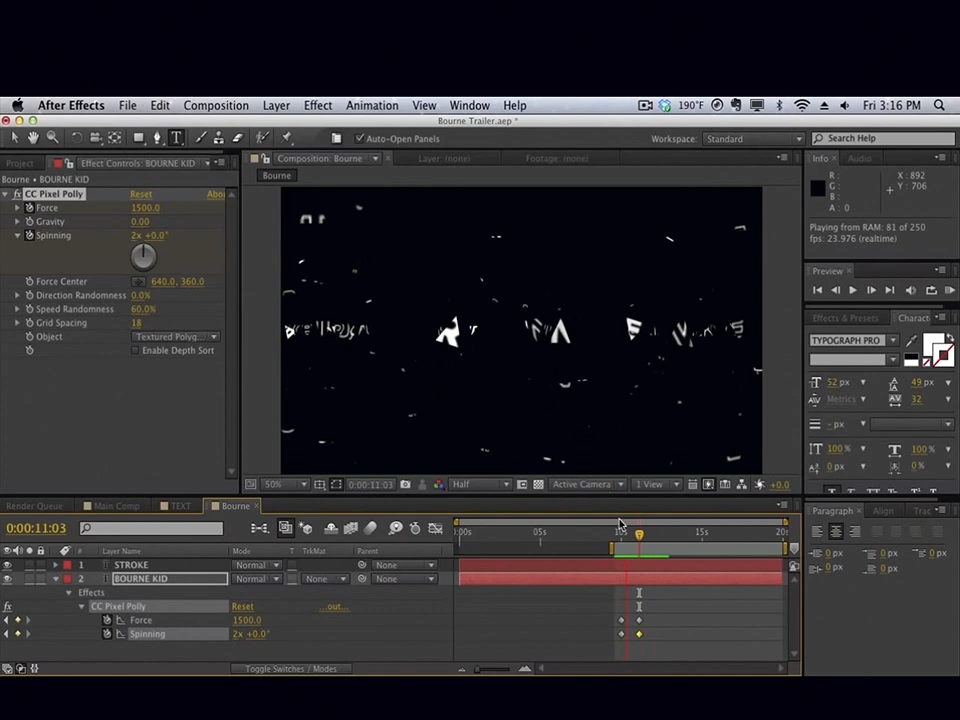 After Effects File Edit Composition Layer Effect Animation View Window Help 190°F Fri 3:16 PM
Bourne Trailer.aep *
T Auto-Open Panels Workspace: Standard Search Help
Project Effect Controls: BOURNE KID Composition: Bourne Layer: (none) Footage: (none) Info Audio
Bourne • BOURNE KID Bourne
fx CC Pixel Polly Reset Abo
Force 1500.0
Gravity 0.00
Spinning 2x +0.0°
Force Center 640.0, 360.0
Direction Randomness 0.0%
Speed Randomness 60.0%
Grid Spacing 18
Object Textured Polyg...
Enable Depth Sort
R :
G :
B :
A : 0
X : 892
Y : 706
Playing from RAM: 81 of 250
fps: 23.976 (realtime)
Preview
Effects & Presets Charact
TYPOGRAPH PRO
52 px 49 px
Metrics 32
- px
100% 100%
0 px 0%
50% 0:00:11:03 Half Active Camera 1 View +0.0
Render Queue Main Comp TEXT Bourne
Paragraph Align Trac
0 px 0 px 0 px
0 px 0 px
0:00:11:03 :00s 05s 10s 15s 20s
# Layer Name Mode T TrkMat Parent
1 T STROKE Normal None
2 T BOURNE KID Normal None None
Effects
fx CC Pixel Polly Reset ...out...
Force 1500.0
Spinning 2x +0.0°
Toggle Switches / Modes